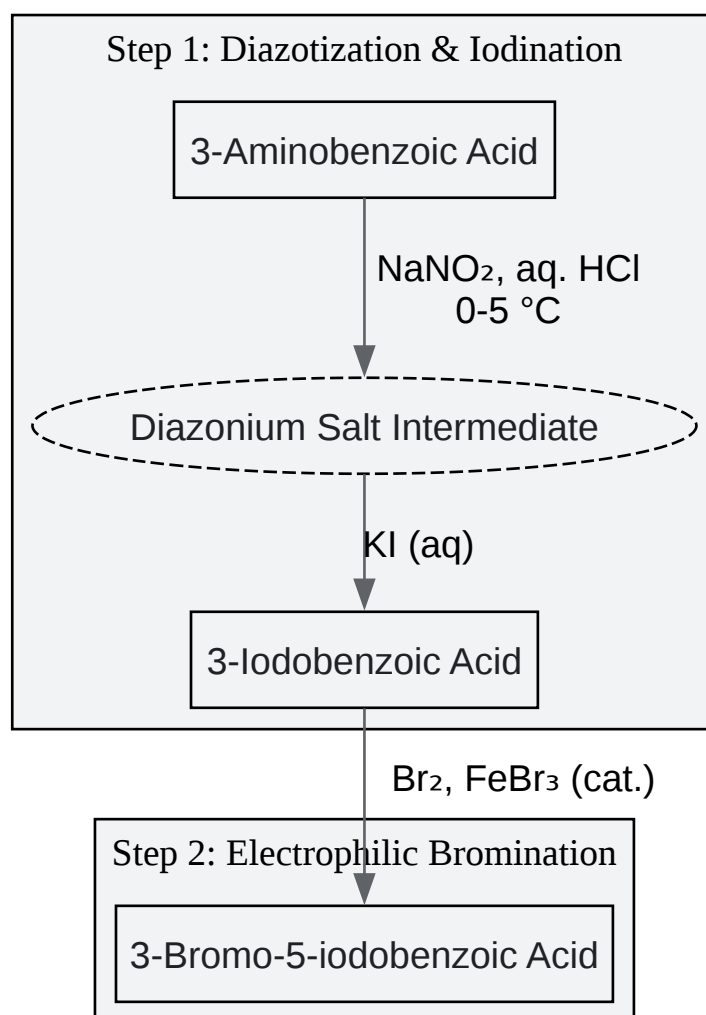 Step 1: Diazotization & Iodination
3-Aminobenzoic Acid
NaNO₂, aq. HCl
0-5 °C
Diazonium Salt Intermediate
KI (aq)
3-Iodobenzoic Acid
Br₂, FeBr₃ (cat.)
Step 2: Electrophilic Bromination
3-Bromo-5-iodobenzoic Acid